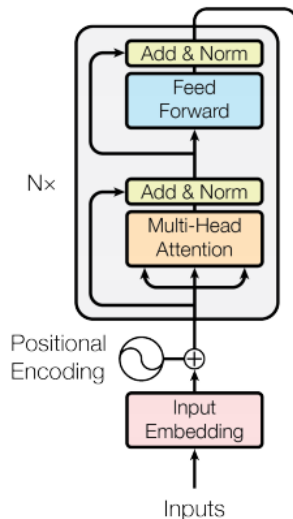 Add & Norm
Feed
Forward
N×
Add & Norm
Multi-Head
Attention
Positional
Encoding
Input
Embedding
Inputs